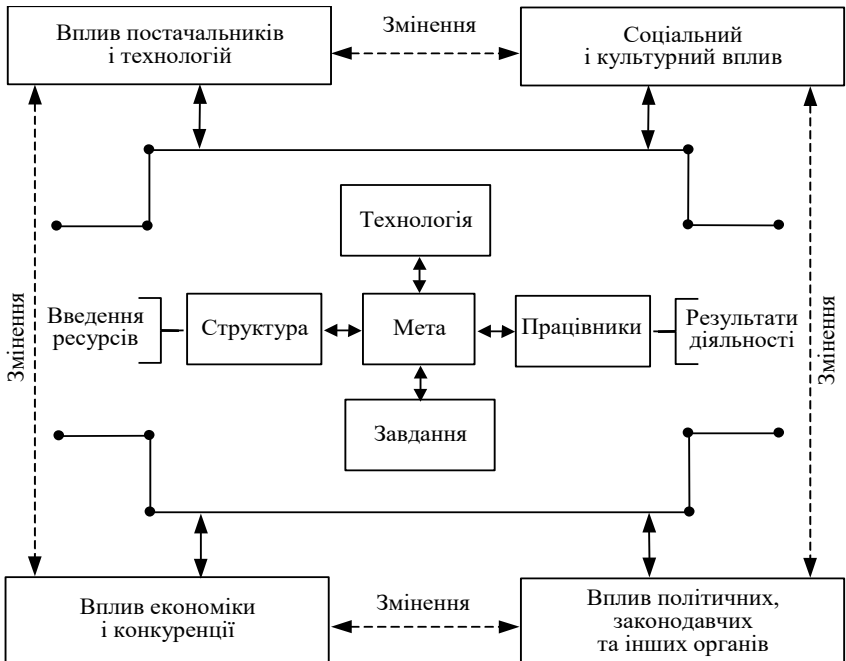 Вплив постачальників
і технологій
Змінення
Соціальний
і культурний вплив
Технологія
Змінення
Введення
ресурсів
Структура
Мета
Працівники
Результати
діяльності
Змінення
Завдання
Вплив економіки
і конкуренції
Змінення
Вплив політичних,
законодавчих
та інших органів